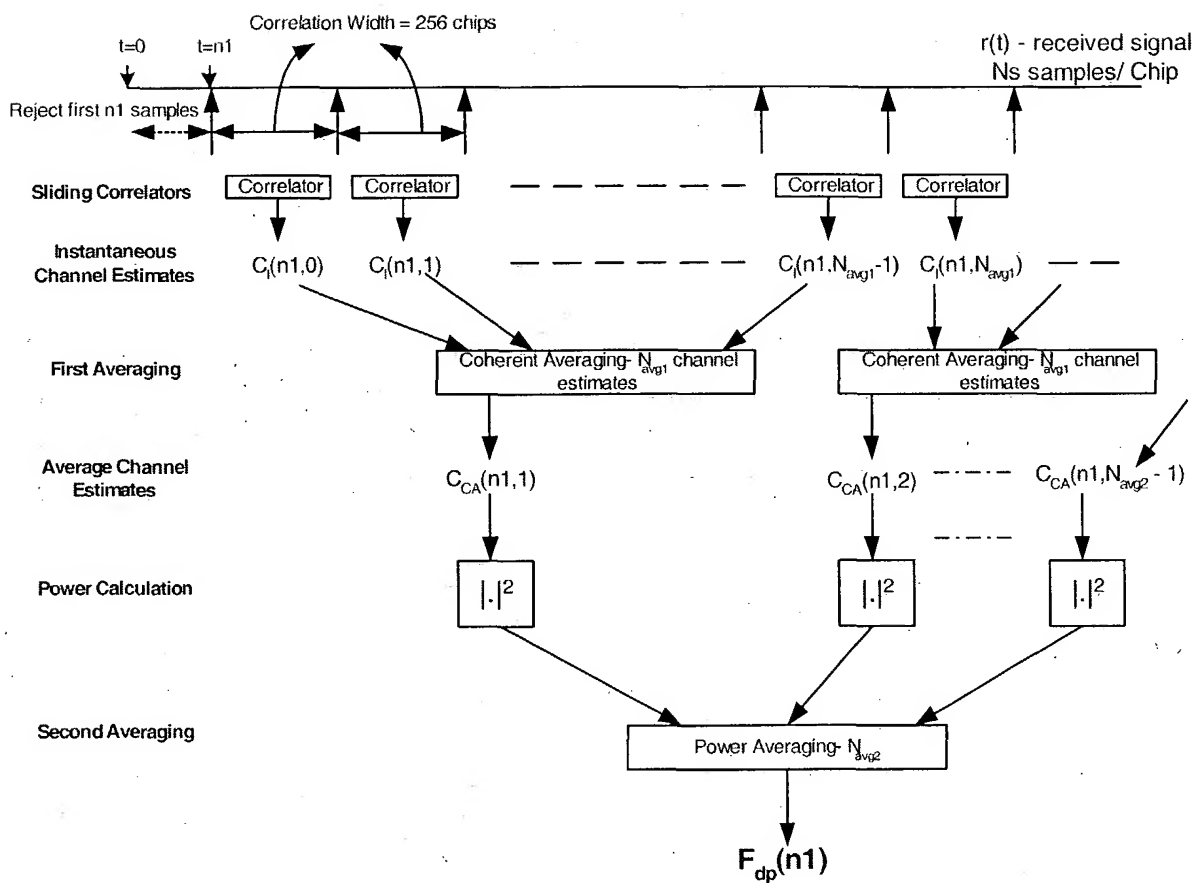 Correlation Width = 256 chips
t=0
t=n1
r(t) - received signal
Ns samples/ Chip
Reject first n1 samples
Sliding Correlators
Correlator
Correlator
Correlator
Correlator
Instantaneous
Channel Estimates
C_I(n1,0)
C_I(n1,1)
C_I(n1,N_avg1-1)
C_I(n1,N_avg1)
First Averaging
Coherent Averaging- N_avg1 channel
estimates
Coherent Averaging- N_avg1 channel
estimates
Average Channel
Estimates
C_CA(n1,1)
C_CA(n1,2)
C_CA(n1,N_avg2 - 1)
Power Calculation
|.|²
|.|²
|.|²
Second Averaging
Power Averaging- N_avg2
F_dp(n1)